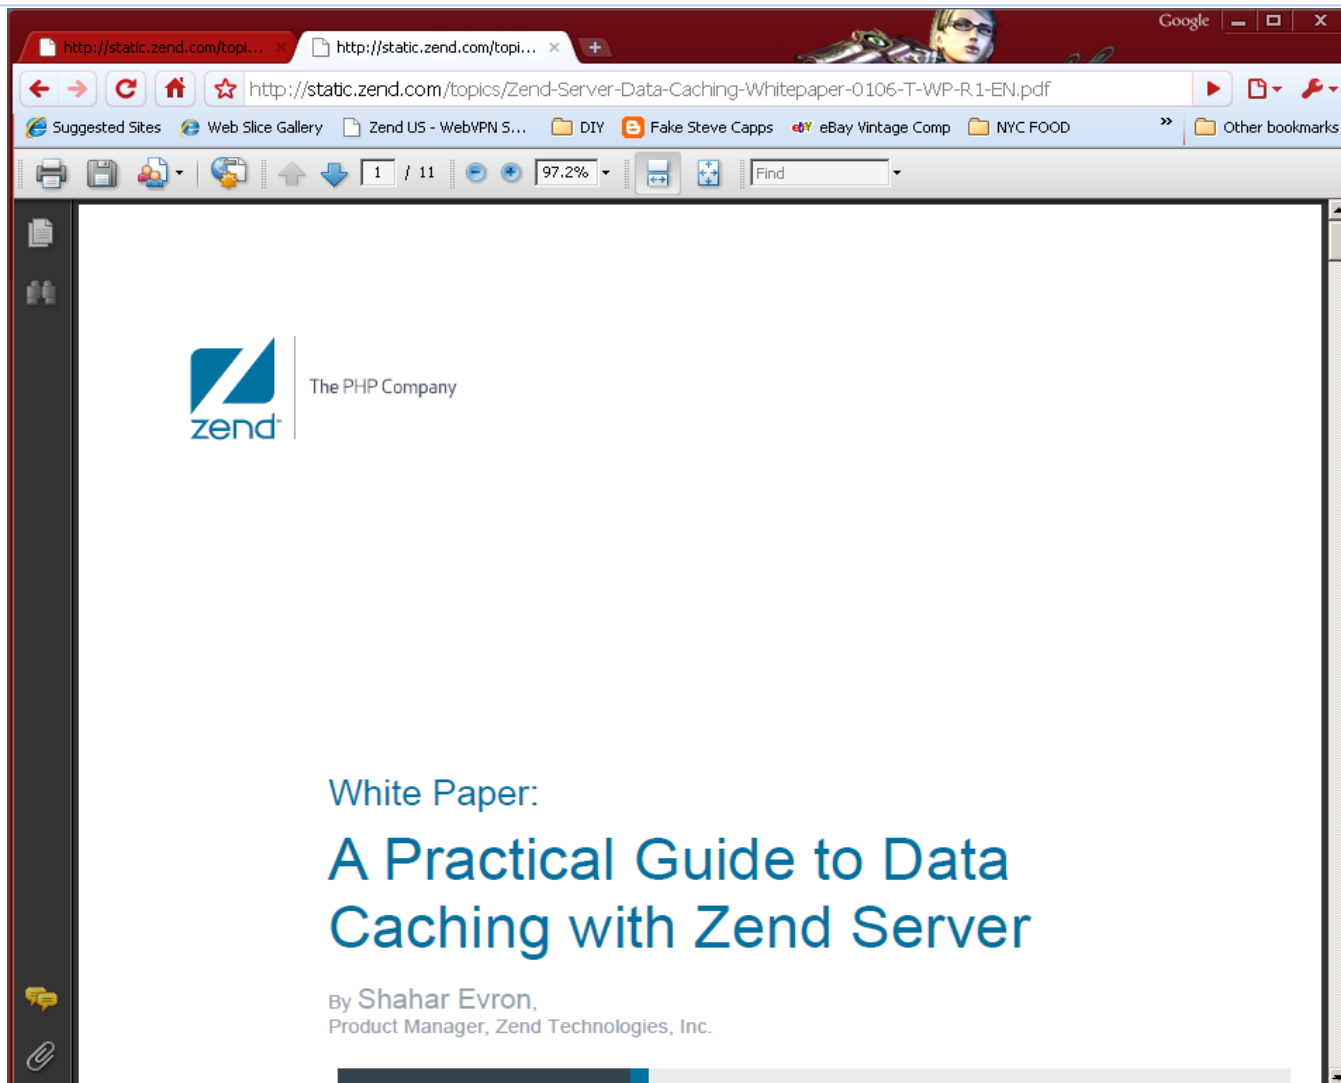 Google
http://static.zend.com/topi...
http://static.zend.com/topi...
http://static.zend.com/topics/Zend-Server-Data-Caching-Whitepaper-0106-T-WP-R1-EN.pdf
Suggested Sites Web Slice Gallery Zend US - WebVPN S... DIY Fake Steve Capps eBay Vintage Comp NYC FOOD » Other bookmarks
1 / 11 97.2% Find
The PHP Company
zend
White Paper:
A Practical Guide to Data
Caching with Zend Server
By Shahar Evron,
Product Manager, Zend Technologies, Inc.